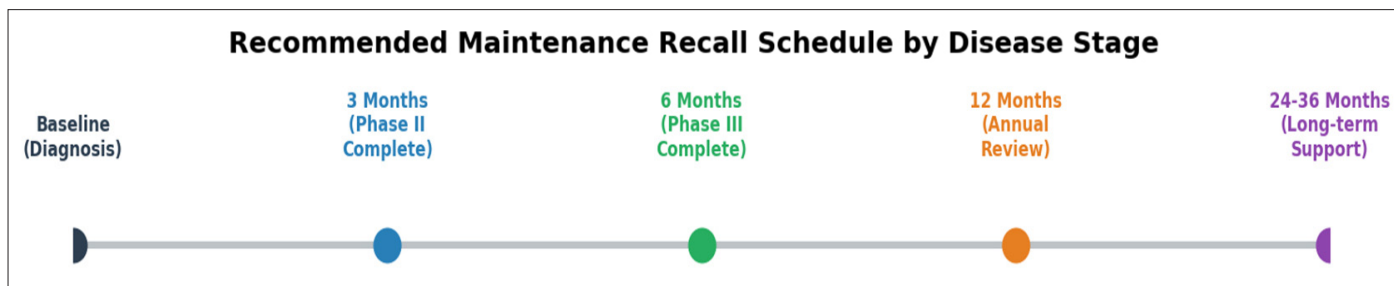 Recommended Maintenance Recall Schedule by Disease Stage
Baseline
(Diagnosis)
3 Months
(Phase II
Complete)
6 Months
(Phase III
Complete)
12 Months
(Annual
Review)
24-36 Months
(Long-term
Support)